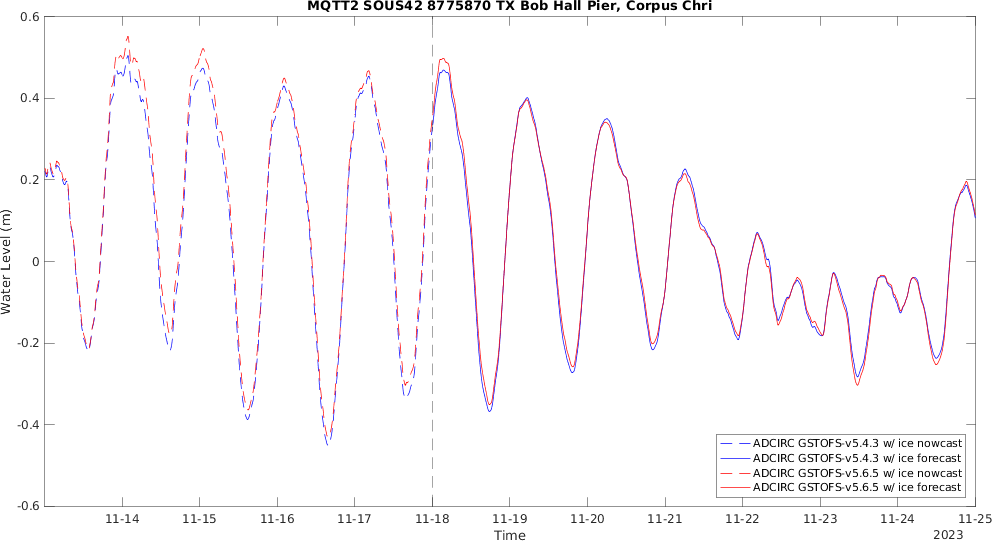 MQTT2 SOUS42 8775870 TX Bob Hall Pier, Corpus Chri
0.6
0.4
0.2
0
-0.2
-0.4
-0.6
Water Level (m)
ADCIRC GSTOFS-v5.4.3 w/ ice nowcast
ADCIRC GSTOFS-v5.4.3 w/ ice forecast
ADCIRC GSTOFS-v5.6.5 w/ ice nowcast
ADCIRC GSTOFS-v5.6.5 w/ ice forecast
11-14 11-15 11-16 11-17 11-18 11-19 11-20 11-21 11-22 11-23 11-24 11-25
Time
2023